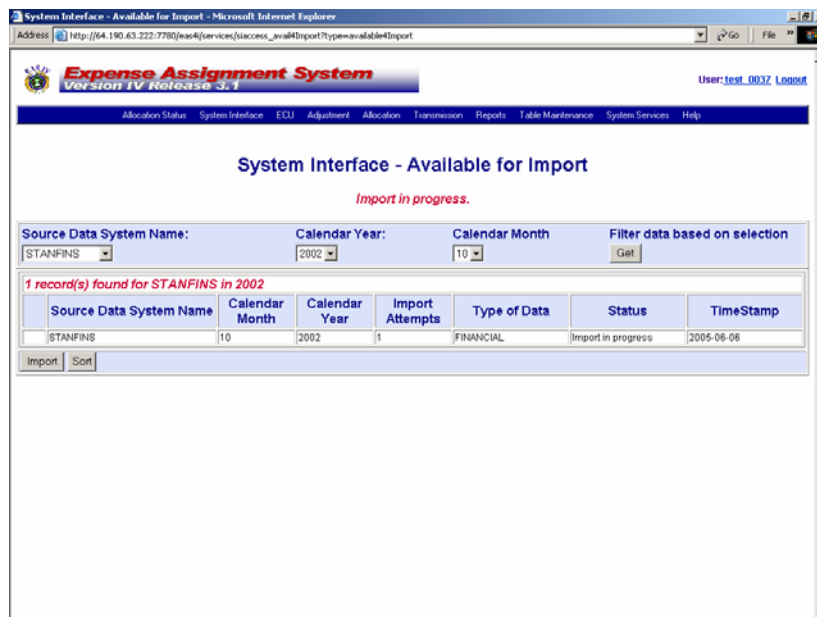 System Interface - Available for Import - Microsoft Internet Explorer
Address http://64.190.63.222:7780/eas4j/services/siaccess_avail4Import?type=available4Import Go File »
Expense Assignment System
Version IV Release 3.1
User:test_0037 Logout
Allocation Status System Interface ECU Adjustment Allocation Transmission Reports Table Maintenance System Services Help
System Interface - Available for Import
Import in progress.
Source Data System Name: Calendar Year: Calendar Month Filter data based on selection
STANFINS 2002 10 Get
1 record(s) found for STANFINS in 2002
Source Data System Name Calendar Month Calendar Year Import Attempts Type of Data Status TimeStamp
STANFINS 10 2002 1 FINANCIAL Import in progress 2005-06-06
Import Sort